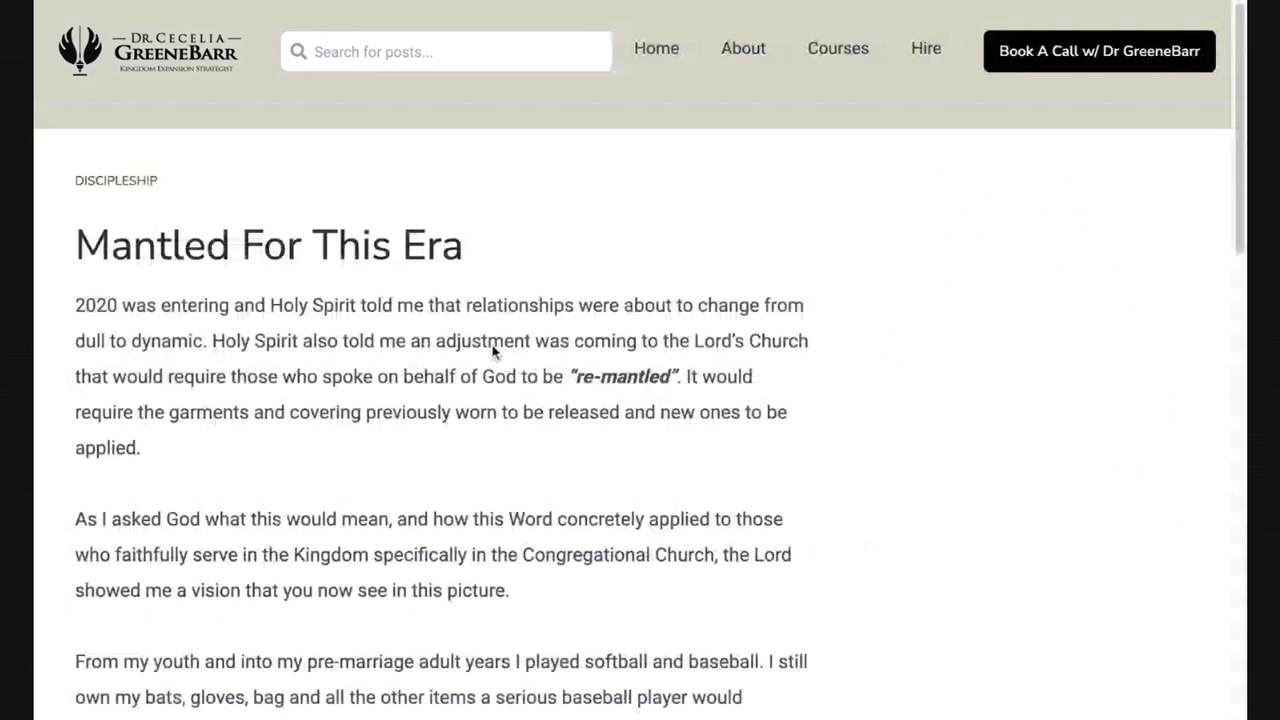 DR. CECELIA
GREENEBARR
KINGDOM EXPANSION STRATEGIST
Search for posts...
Home
About
Courses
Hire
Book A Call w/ Dr GreeneBarr
DISCIPLESHIP
Mantled For This Era
2020 was entering and Holy Spirit told me that relationships were about to change from
dull to dynamic. Holy Spirit also told me an adjustment was coming to the Lord's Church
that would require those who spoke on behalf of God to be "re-mantled". It would
require the garments and covering previously worn to be released and new ones to be
applied.
As I asked God what this would mean, and how this Word concretely applied to those
who faithfully serve in the Kingdom specifically in the Congregational Church, the Lord
showed me a vision that you now see in this picture.
From my youth and into my pre-marriage adult years I played softball and baseball. I still
own my bats, gloves, bag and all the other items a serious baseball player would